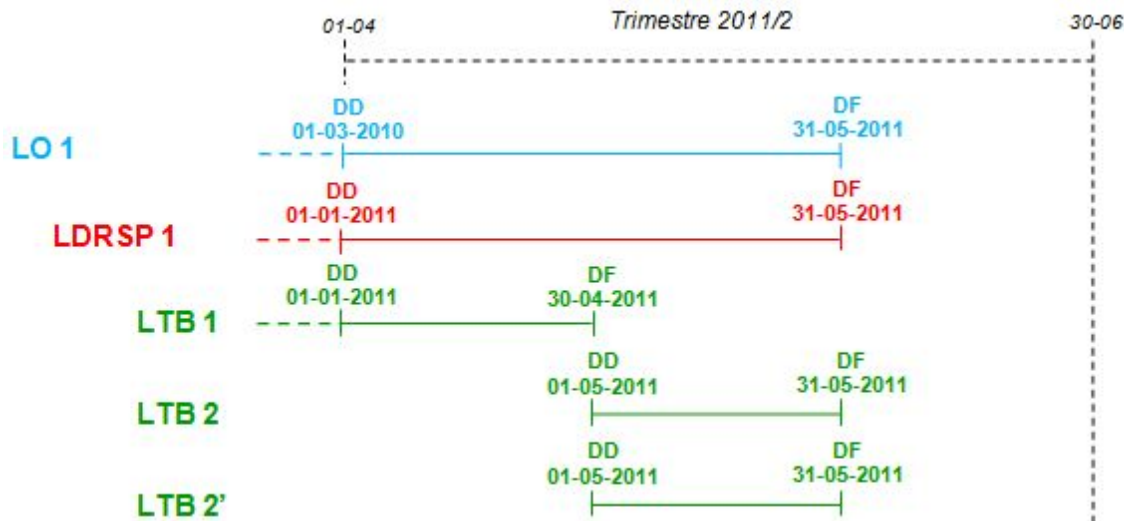 Trimestre 2011/2
01-04
30-06
DD
DF
01-03-2010
31-05-2011
LO 1
DD
DF
01-01-2011
31-05-2011
LDRSP 1
DD
DF
01-01-2011
30-04-2011
LTB 1
DD
DF
01-05-2011
31-05-2011
LTB 2
DD
DF
01-05-2011
31-05-2011
LTB 2’